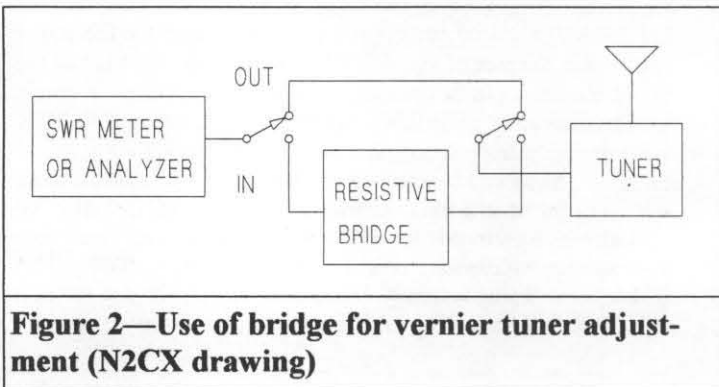 OUT
SWR METER
OR ANALYZER
IN
RESISTIVE
BRIDGE
TUNER
Figure 2—Use of bridge for vernier tuner adjust-
ment (N2CX drawing)